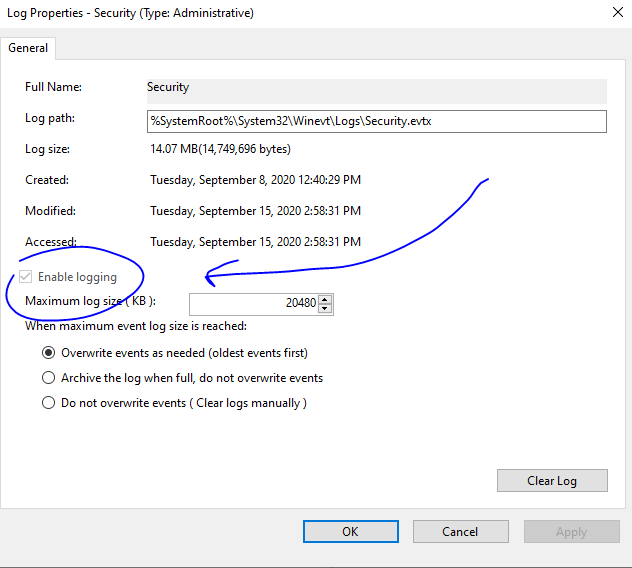 Log Properties - Security (Type: Administrative)
General
Full Name: Security
Log path: %SystemRoot%\System32\Winevt\Logs\Security.evtx
Log size: 14.07 MB(14,749,696 bytes)
Created: Tuesday, September 8, 2020 12:40:29 PM
Modified: Tuesday, September 15, 2020 2:58:31 PM
Accessed: Tuesday, September 15, 2020 2:58:31 PM
Enable logging
Maximum log size ( KB ): 20480
When maximum event log size is reached:
Overwrite events as needed (oldest events first)
Archive the log when full, do not overwrite events
Do not overwrite events ( Clear logs manually )
Clear Log
OK Cancel Apply